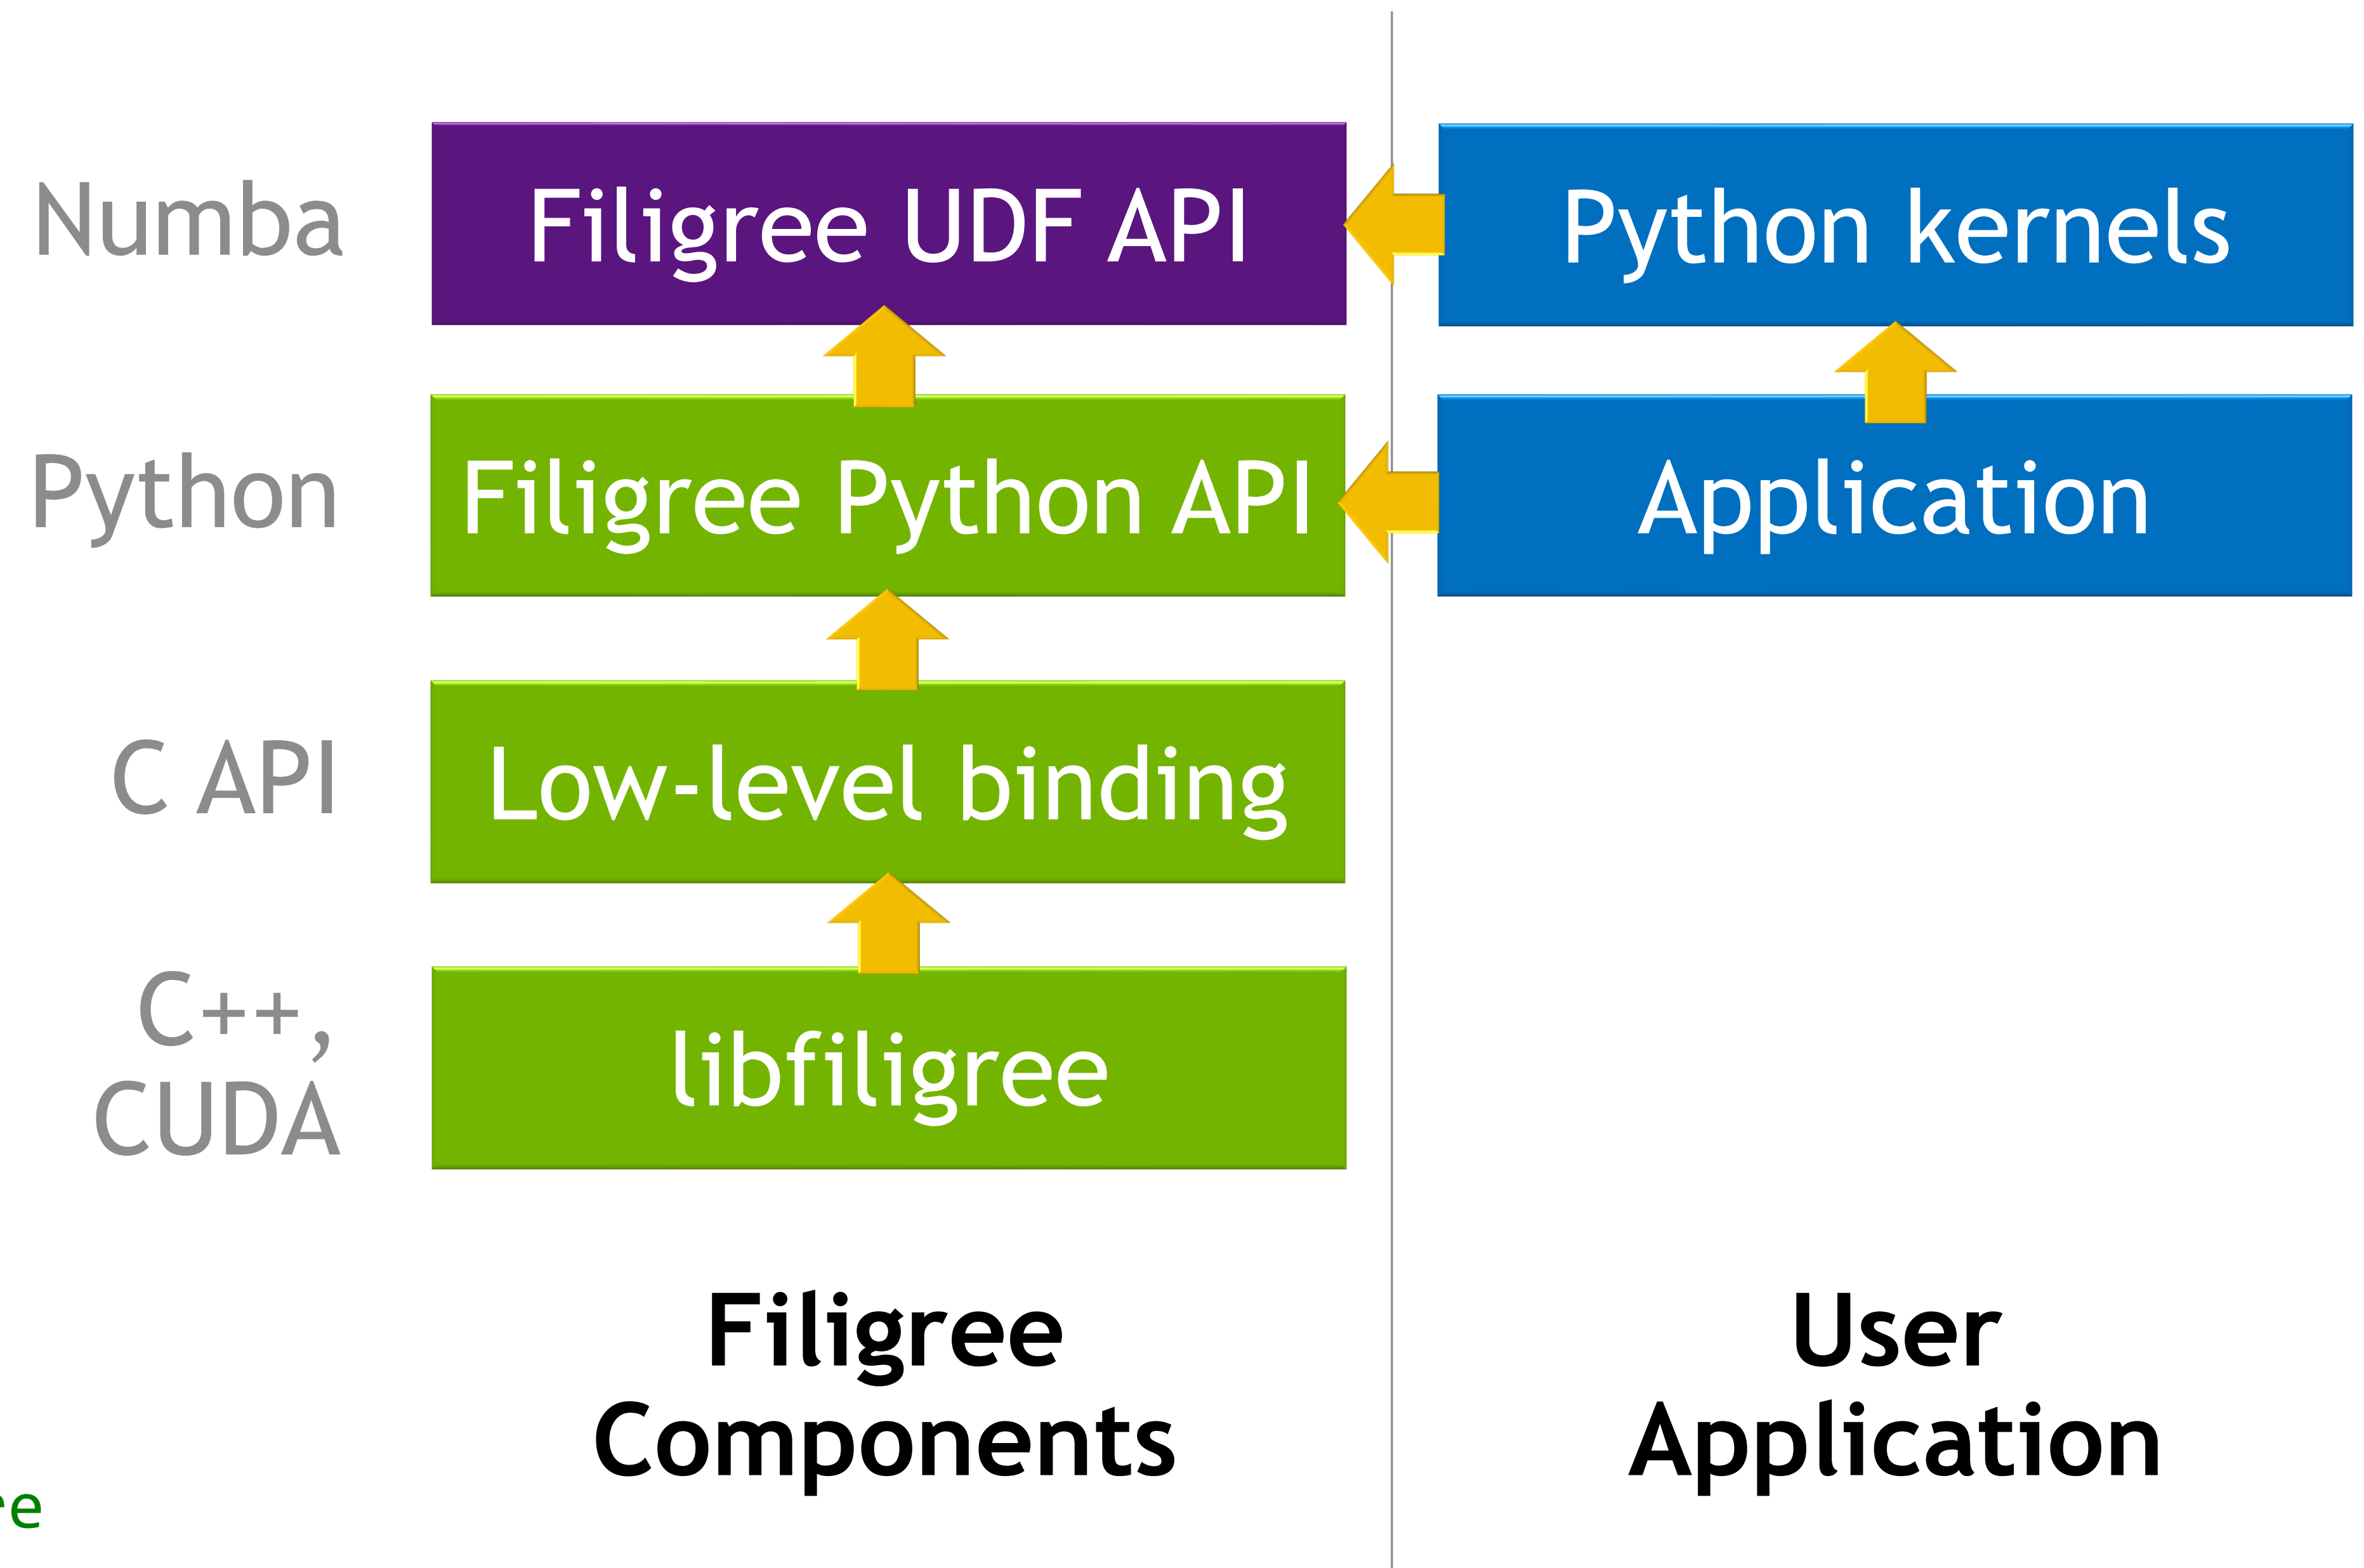 Numba
Filigree UDF API
Python kernels
Python
Filigree Python API
Application
C API
Low-level binding
C++,
CUDA
libfiligree
Filigree
Components
User
Application